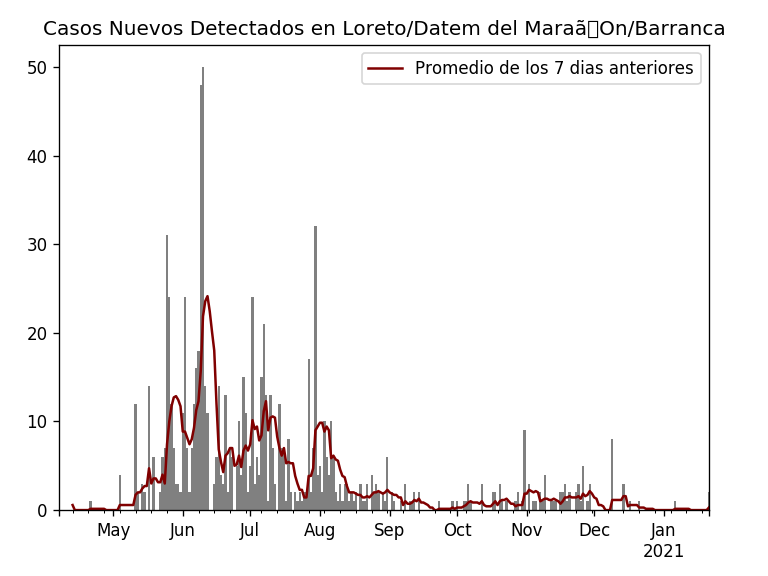 Casos Nuevos Detectados en Loreto/Datem del Maraã▯On/Barranca
Promedio de los 7 dias anteriores
50
40
30
20
10
0
May Jun Jul Aug Sep Oct Nov Dec Jan
2021